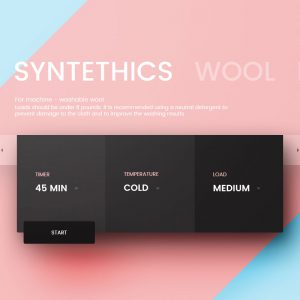 SYNTETHICS WOOL
For machine - washable wool
Loads should be under 8 pounds, it is recommended using a neutral detergent to
prevent damage to the cloth and to improve the washing results
TIMER TEMPERATURE LOAD
45 MIN COLD MEDIUM
START